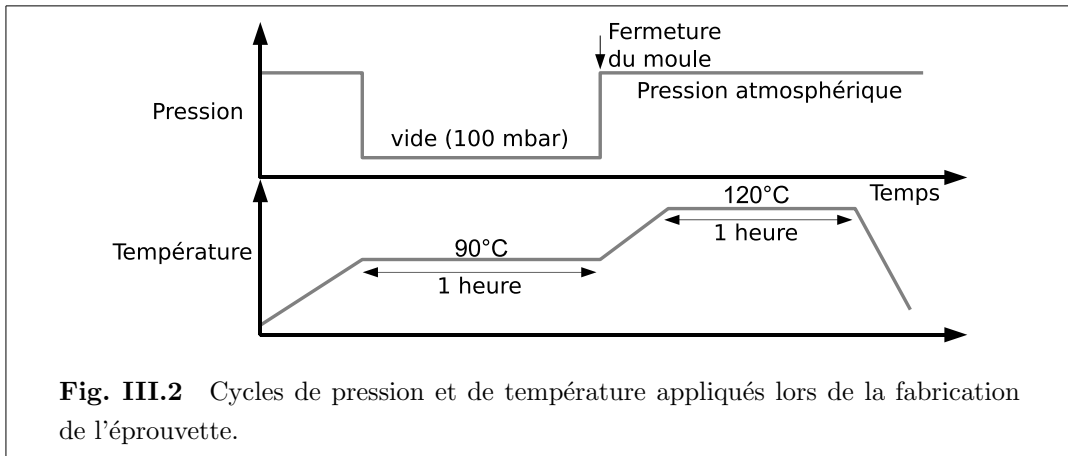 Fermeture
du moule
Pression
Pression atmosphérique
vide (100 mbar)
Temps
120°C
1 heure
Température
90°C
1 heure
Fig. III.2 Cycles de pression et de température appliqués lors de la fabrication
de l'éprouvette.